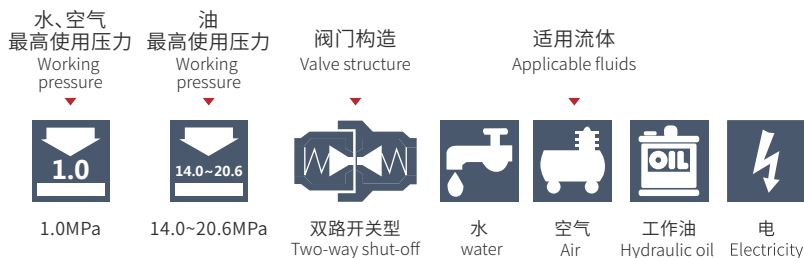 水、空气
最高使用压力
Working
pressure
油
最高使用压力
Working
pressure
阀门构造
Valve structure
适用流体
Applicable fluids
1.0
14.0~20.6
OIL
1.0MPa
14.0~20.6MPa
双路开关型
Two-way shut-off
水
water
空气
Air
工作油
Hydraulic oil
电
Electricity